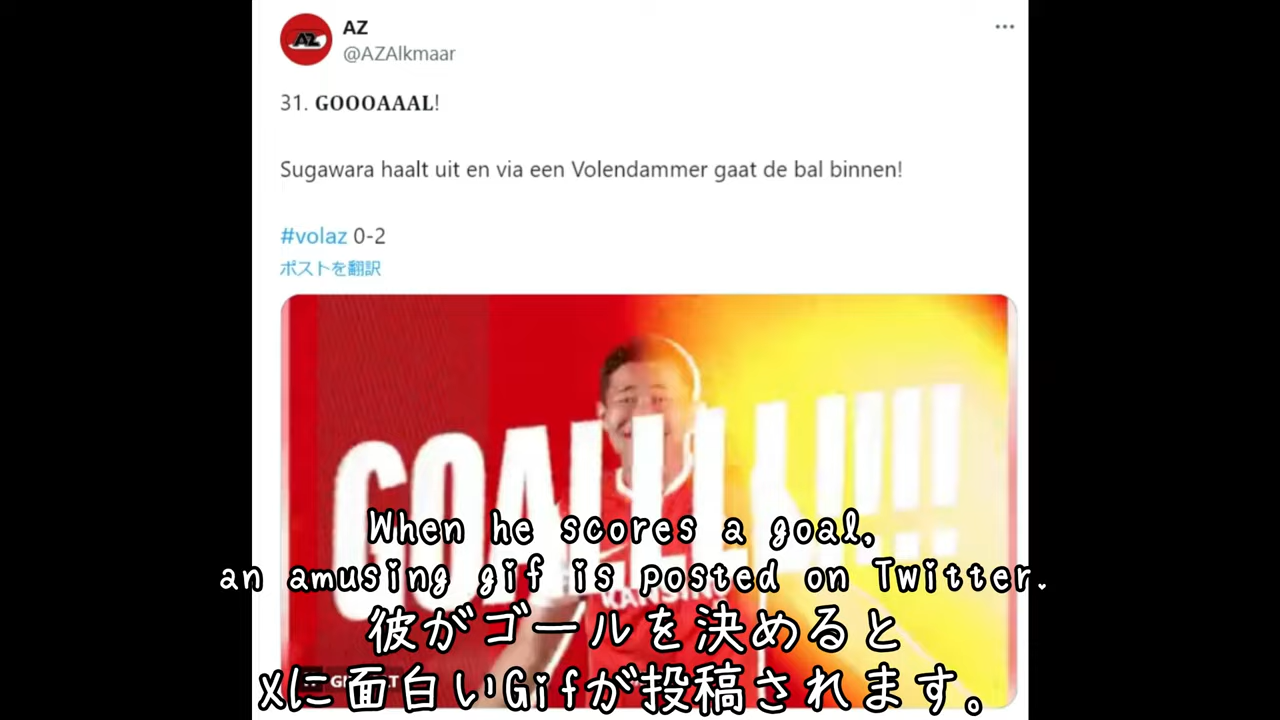 AZ
AZ
@AZAlkmaar
31. GOOOAAAL!
Sugawara haalt uit en via een Volendammer gaat de bal binnen!
#volaz 0-2
ポストを翻訳
GOALLLLL!!!!
When he scores a goal,
an amusing gif is posted on Twitter.
彼がゴールを決めると
Xに面白いGifが投稿されます。